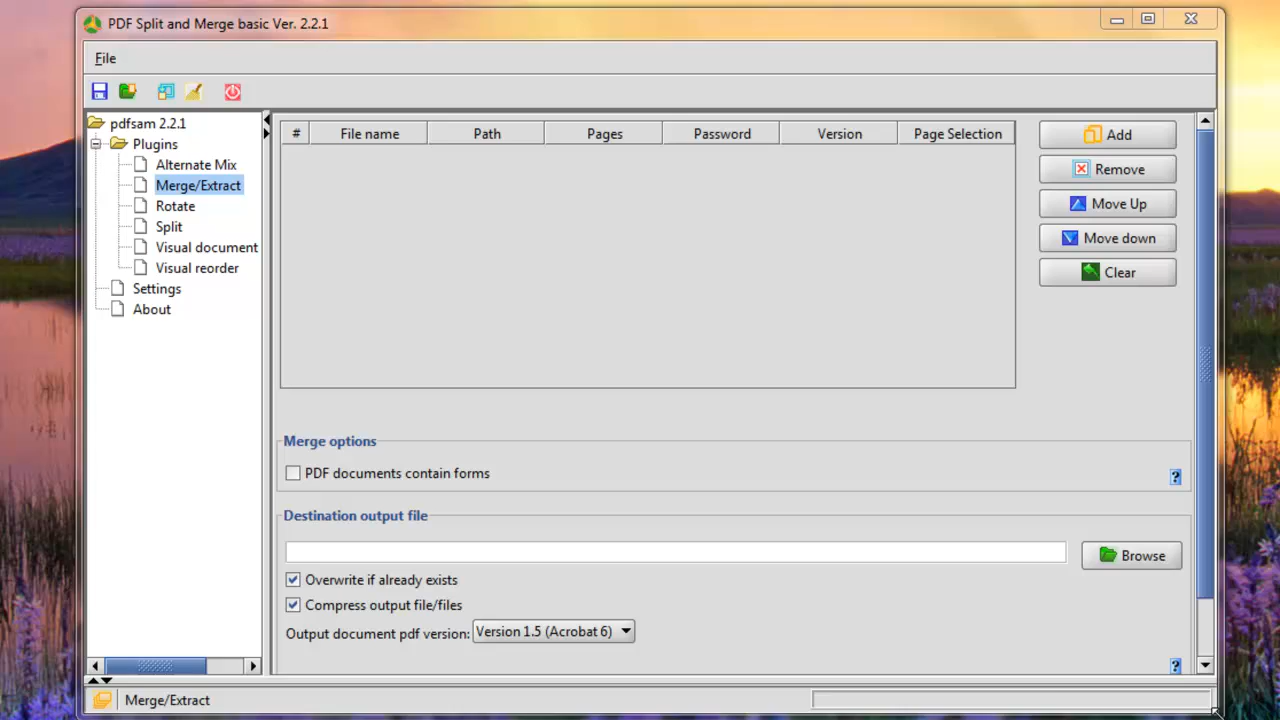 PDF Split and Merge basic Ver. 2.2.1
File
pdfsam 2.2.1
Plugins
Alternate Mix
Merge/Extract
Rotate
Split
Visual document
Visual reorder
Settings
About
# File name Path Pages Password Version Page Selection
Add
Remove
Move Up
Move down
Clear
Merge options
PDF documents contain forms
?
Destination output file
Browse
Overwrite if already exists
Compress output file/files
Output document pdf version: Version 1.5 (Acrobat 6)
?
Merge/Extract